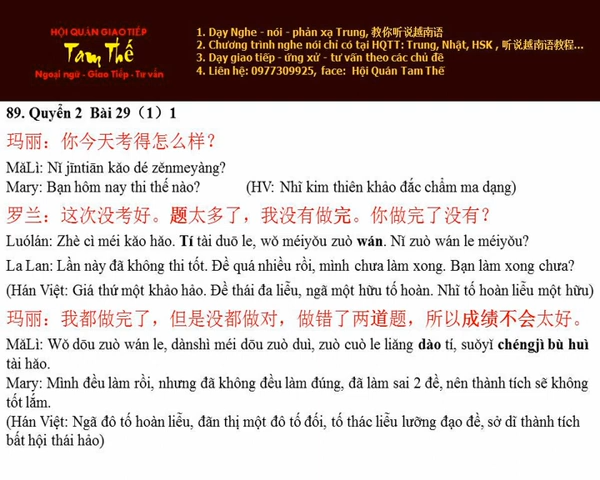 HỘI QUÁN GIAO TIẾP
Tam Thế
Ngoại ngữ - Giao Tiếp - Tư vấn
1. Dạy Nghe - nói - phản xạ Trung, 教你听说越南语
2. Chương trình nghe nói chỉ có tại HQTT: Trung, Nhật, HSK , 听说越南语教程...
3. Dạy giao tiếp - ứng xử - tư vấn theo các chủ đề
4. Liên hệ: 0977309925, face: Hội Quán Tam Thế
89. Quyển 2 Bài 29（1）1
玛丽：你今天考得怎么样？
MǎLì: Nǐ jīntiān kǎo dé zěnmeyàng?
Mary: Bạn hôm nay thi thế nào? (HV: Nhĩ kim thiên khảo đắc chẩm ma dạng)
罗兰：这次没考好。题太多了，我没有做完。你做完了没有？
Luólán: Zhè cì méi kǎo hǎo. Tí tài duō le, wǒ méiyǒu zuò wán. Nǐ zuò wán le méiyǒu?
La Lan: Lần này đã không thi tốt. Đề quá nhiều rồi, mình chưa làm xong. Bạn làm xong chưa?
(Hán Việt: Giá thứ một khảo hảo. Đề thái đa liễu, ngã một hữu tố hoàn. Nhĩ tố hoàn liễu một hữu)
玛丽：我都做完了，但是没都做对，做错了两道题，所以成绩不会太好。
MǎLì: Wǒ dōu zuò wán le, dànshì méi dōu zuò duì, zuò cuò le liǎng dào tí, suǒyǐ chéngjì bù huì
tài hǎo.
Mary: Mình đều làm rồi, nhưng đã không đều làm đúng, đã làm sai 2 đề, nên thành tích sẽ không
tốt lắm.
(Hán Việt: Ngã đô tố hoàn liễu, đãn thị một đô tố đối, tố thác liễu lưỡng đạo đề, sở dĩ thành tích
bất hội thái hảo)